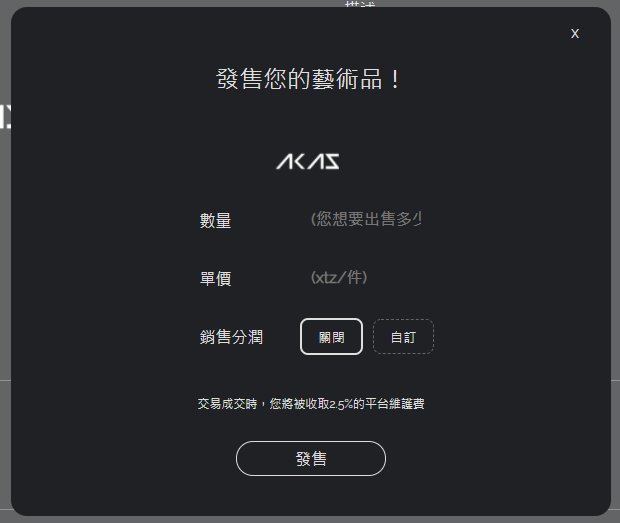 X
發售您的藝術品！
AKAS
數量
(您想要出售多少
單價
(xtz/件)
銷售分潤
關閉 自訂
交易成交時，您將被收取2.5%的平台維護費
發售